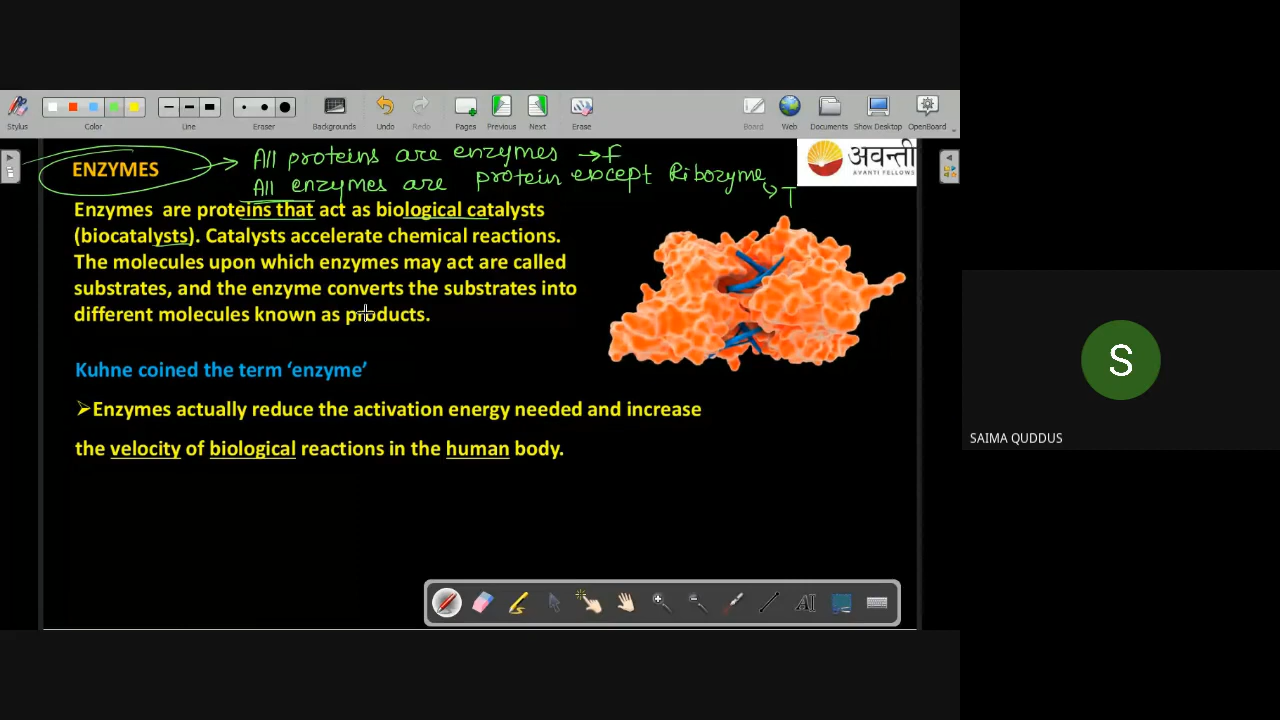 Stylus
Color
Line
Eraser
Backgrounds
Undo
Redo
Pages
Previous
Next
Erase
Board
Web
Documents
Show Desktop
OpenBoard
ENZYMES
All proteins are enzymes → F
All enzymes are protein except Ribozyme → T
अवन्ती
AVANTI FELLOWS
Enzymes are proteins that act as biological catalysts
(biocatalysts). Catalysts accelerate chemical reactions.
The molecules upon which enzymes may act are called
substrates, and the enzyme converts the substrates into
different molecules known as products.
Kuhne coined the term ‘enzyme’
➢Enzymes actually reduce the activation energy needed and increase
the velocity of biological reactions in the human body.
AI
S
SAIMA QUDDUS